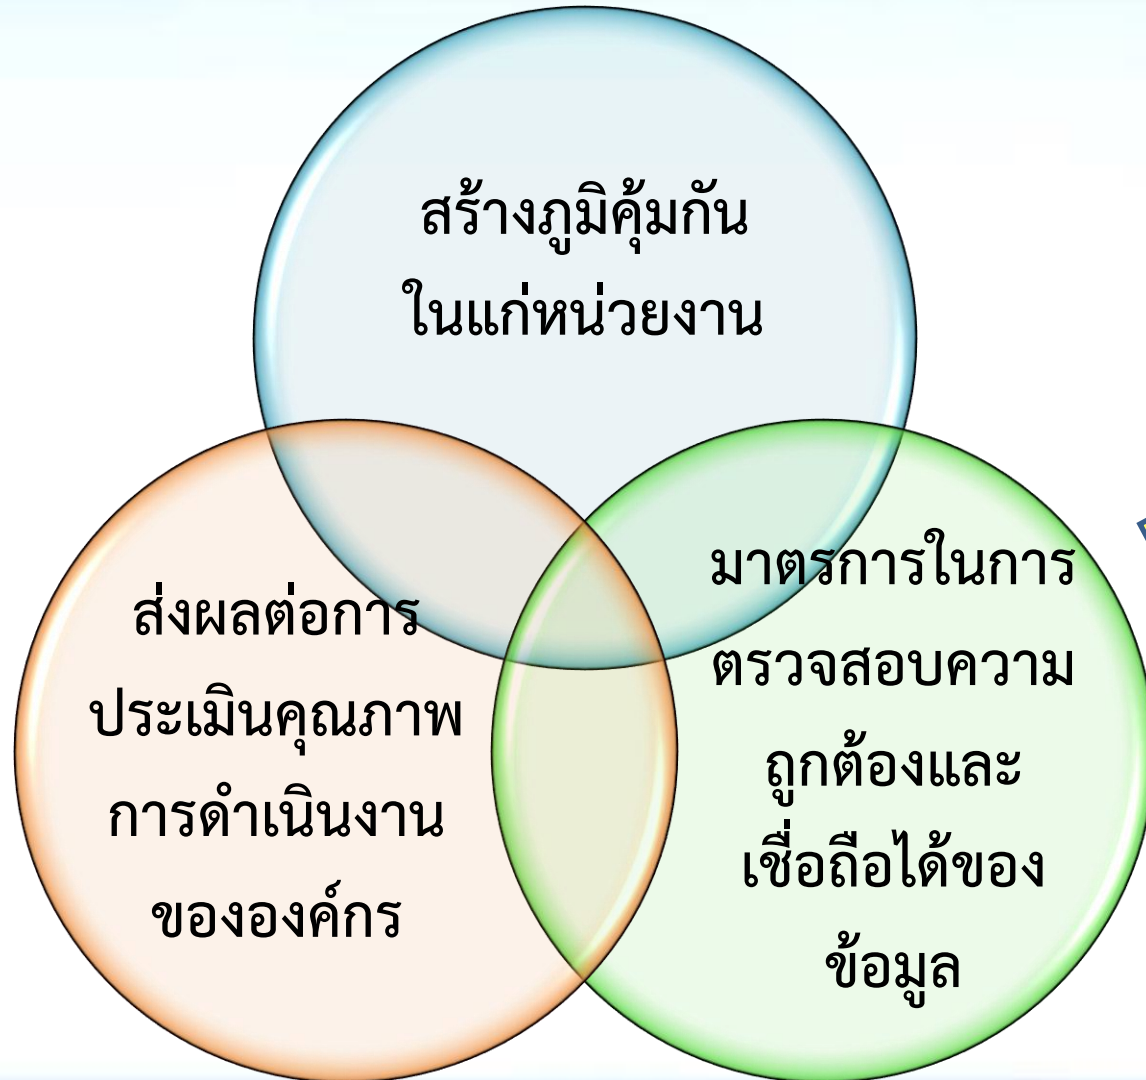 สร้างภูมิคุ้มกัน
ในแก่หน่วยงาน
ส่งผลต่อการ
ประเมินคุณภาพ
การดำเนินงาน
ขององค์กร
มาตรการในการ
ตรวจสอบความ
ถูกต้องและ
เชื่อถือได้ของ
ข้อมูล